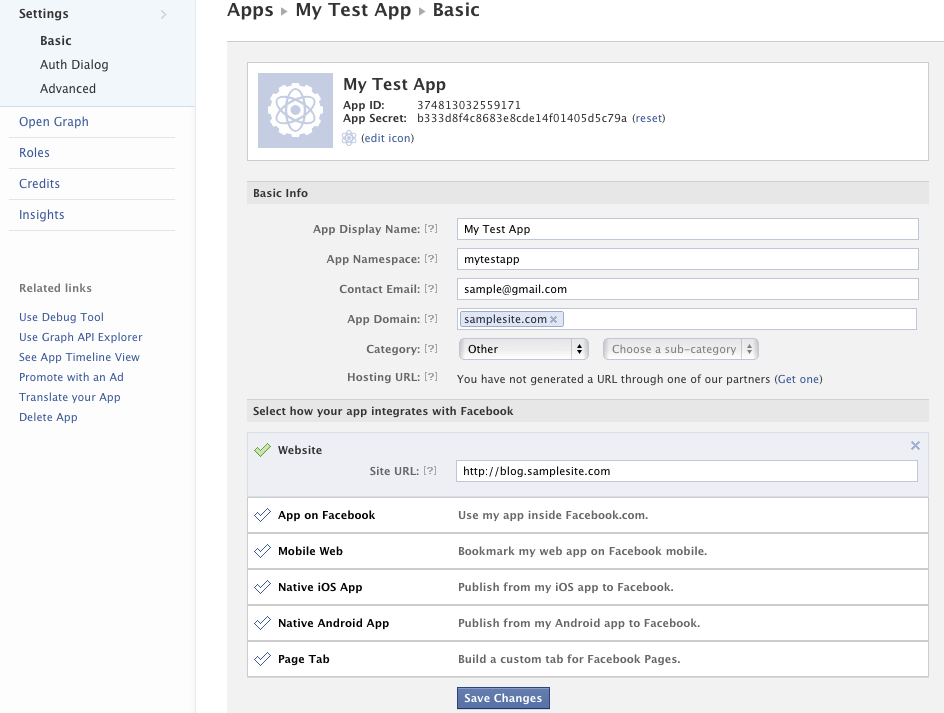 Settings
Basic
Auth Dialog
Advanced
Open Graph
Roles
Credits
Insights
Related links
Use Debug Tool
Use Graph API Explorer
See App Timeline View
Promote with an Ad
Translate your App
Delete App
Apps ▸ My Test App ▸ Basic
My Test App
App ID: 374813032559171
App Secret: b333d8f4c8683e8cde14f01405d5c79a (reset)
(edit icon)
Basic Info
App Display Name: [?] My Test App
App Namespace: [?] mytestapp
Contact Email: [?] sample@gmail.com
App Domain: [?] samplesite.com ×
Category: [?] Other Choose a sub-category
Hosting URL: [?] You have not generated a URL through one of our partners (Get one)
Select how your app integrates with Facebook
Website
Site URL: [?] http://blog.samplesite.com
App on Facebook Use my app inside Facebook.com.
Mobile Web Bookmark my web app on Facebook mobile.
Native iOS App Publish from my iOS app to Facebook.
Native Android App Publish from my Android app to Facebook.
Page Tab Build a custom tab for Facebook Pages.
Save Changes